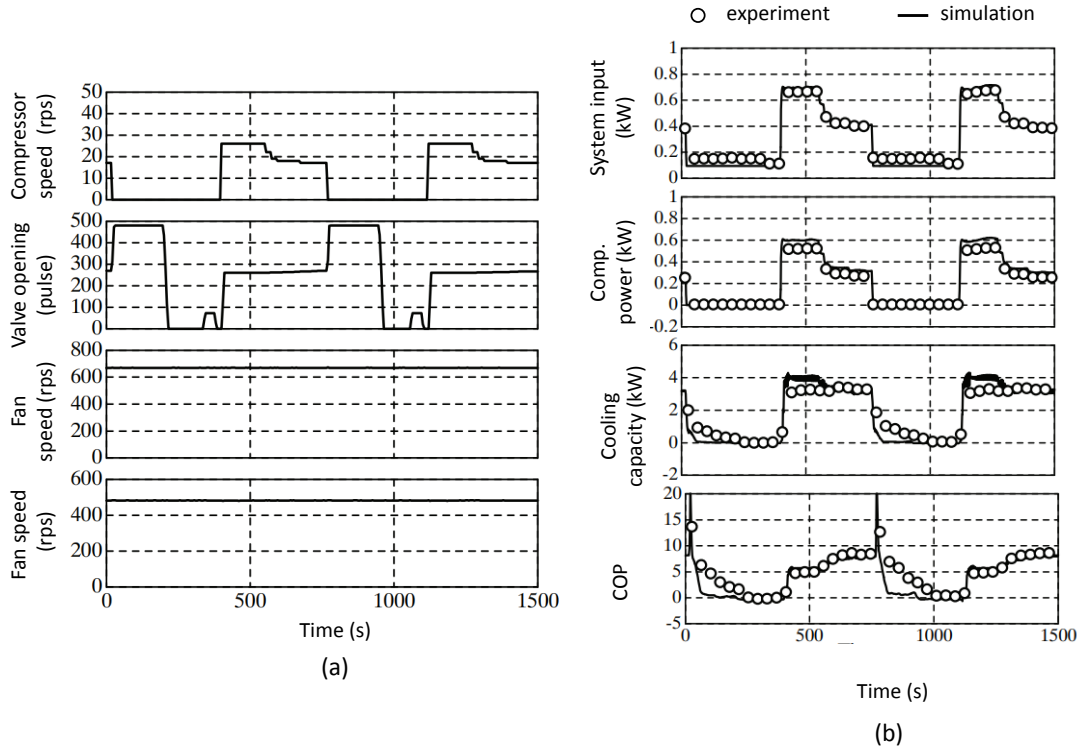 experiment
simulation
Compressor
speed (rps)
50
40
30
20
10
0
Valve opening
(pulse)
500
400
300
200
100
0
Fan
speed (rps)
800
600
400
200
0
Fan speed
(rps)
600
400
200
0
0
500
1000
1500
Time (s)
(a)
System input
(kW)
1
0.8
0.6
0.4
0.2
0
Comp.
power (kW)
1
0.8
0.6
0.4
0.2
0
-0.2
Cooling
capacity (kW)
6
4
2
0
-2
COP
20
15
10
5
0
-5
0
500
1000
1500
Time (s)
(b)